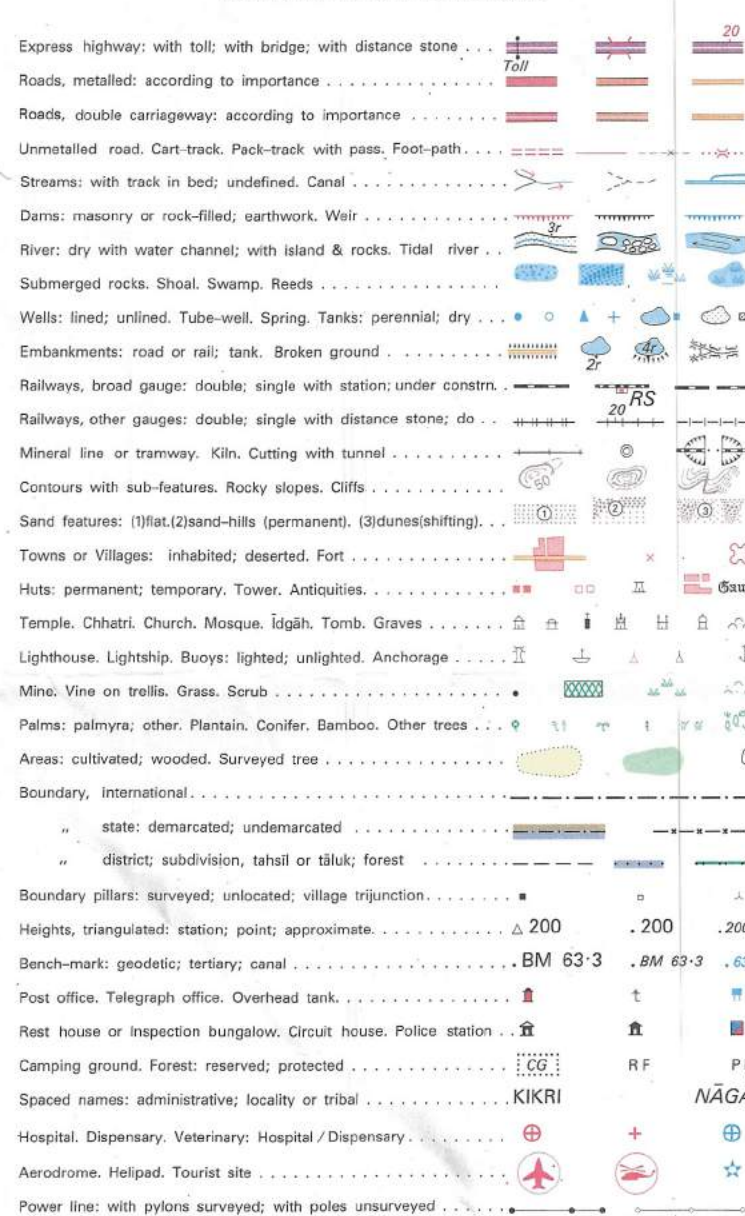 20
Express highway: with toll; with bridge; with distance stone . . .
Toll
Roads, metalled: according to importance . . . . . . . . . . . . . . .
Roads, double carriageway: according to importance . . . . . . . .
Unmetalled road. Cart-track. Pack-track with pass. Foot-path. . . .
Streams: with track in bed; undefined. Canal . . . . . . . . . . . . .
Dams: masonry or rock-filled; earthwork. Weir . . . . . . . . . . . .
3r
River: dry with water channel; with island & rocks. Tidal river . .
Submerged rocks. Shoal. Swamp. Reeds . . . . . . . . . . . . . . . .
Wells: lined; unlined. Tube-well. Spring. Tanks: perennial; dry . . .
Embankments: road or rail; tank. Broken ground . . . . . . . . . .
2r 4r
Railways, broad gauge: double; single with station; under constrn. .
RS
Railways, other gauges: double; single with distance stone; do . .
20
Mineral line or tramway. Kiln. Cutting with tunnel . . . . . . . . . .
Contours with sub-features. Rocky slopes. Cliffs . . . . . . . . . . .
50
Sand features: (1)flat.(2)sand-hills (permanent). (3)dunes(shifting). . .
1 2 3
Towns or Villages: inhabited; deserted. Fort . . . . . . . . . . . . .
Huts: permanent; temporary. Tower. Antiquities. . . . . . . . . . . .
Temple. Chhatri. Church. Mosque. Īdgāh. Tomb. Graves . . . . . . .
Lighthouse. Lightship. Buoys: lighted; unlighted. Anchorage . . . . .
Mine. Vine on trellis. Grass. Scrub . . . . . . . . . . . . . . . . . . . .
Palms: palmyra; other. Plantain. Conifer. Bamboo. Other trees . . .
Areas: cultivated; wooded. Surveyed tree . . . . . . . . . . . . . . .
Boundary, international . . . . . . . . . . . . . . . . . . . . . . . . . .
„ state: demarcated; undemarcated . . . . . . . . . . . . .
„ district; subdivision, tahsīl or tāluk; forest . . . . . . . .
Boundary pillars: surveyed; unlocated; village trijunction. . . . . . .
Heights, triangulated: station; point; approximate. . . . . . . . . . . 200 . 200 . 200
Bench-mark: geodetic; tertiary; canal . . . . . . . . . . . . . . . . . . . BM 63·3 . BM 63·3 . 63
Post office. Telegraph office. Overhead tank. . . . . . . . . . . . . . t
Rest house or Inspection bungalow. Circuit house. Police station . .
Camping ground. Forest: reserved; protected . . . . . . . . . . . . . CG RF P
Spaced names: administrative; locality or tribal . . . . . . . . . . . KIKRI NĀGA
Hospital. Dispensary. Veterinary: Hospital / Dispensary . . . . . . . .
Aerodrome. Helipad. Tourist site . . . . . . . . . . . . . . . . . . . . .
Power line: with pylons surveyed; with poles unsurveyed . . . . . .